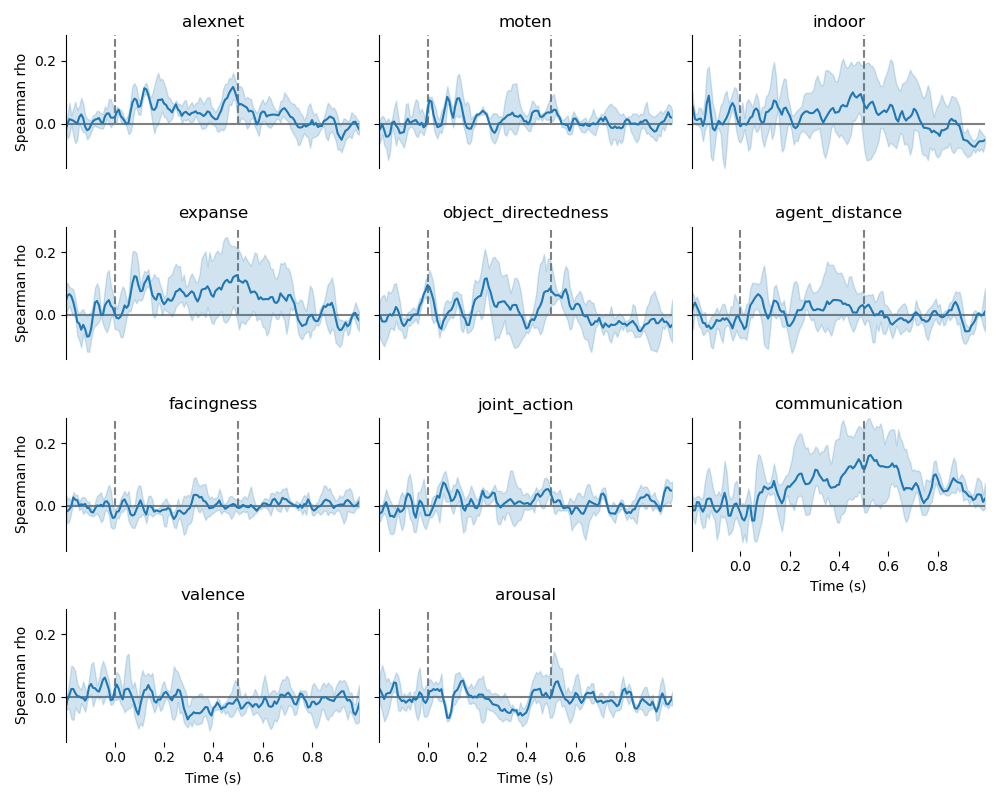 alexnet moten indoor
Spearman rho
0.2
0.0
expanse object_directedness agent_distance
Spearman rho
0.2
0.0
facingness joint_action communication
Spearman rho
0.2
0.0
0.0 0.2 0.4 0.6 0.8
Time (s)
valence arousal
Spearman rho
0.2
0.0
0.0 0.2 0.4 0.6 0.8 0.0 0.2 0.4 0.6 0.8
Time (s) Time (s)